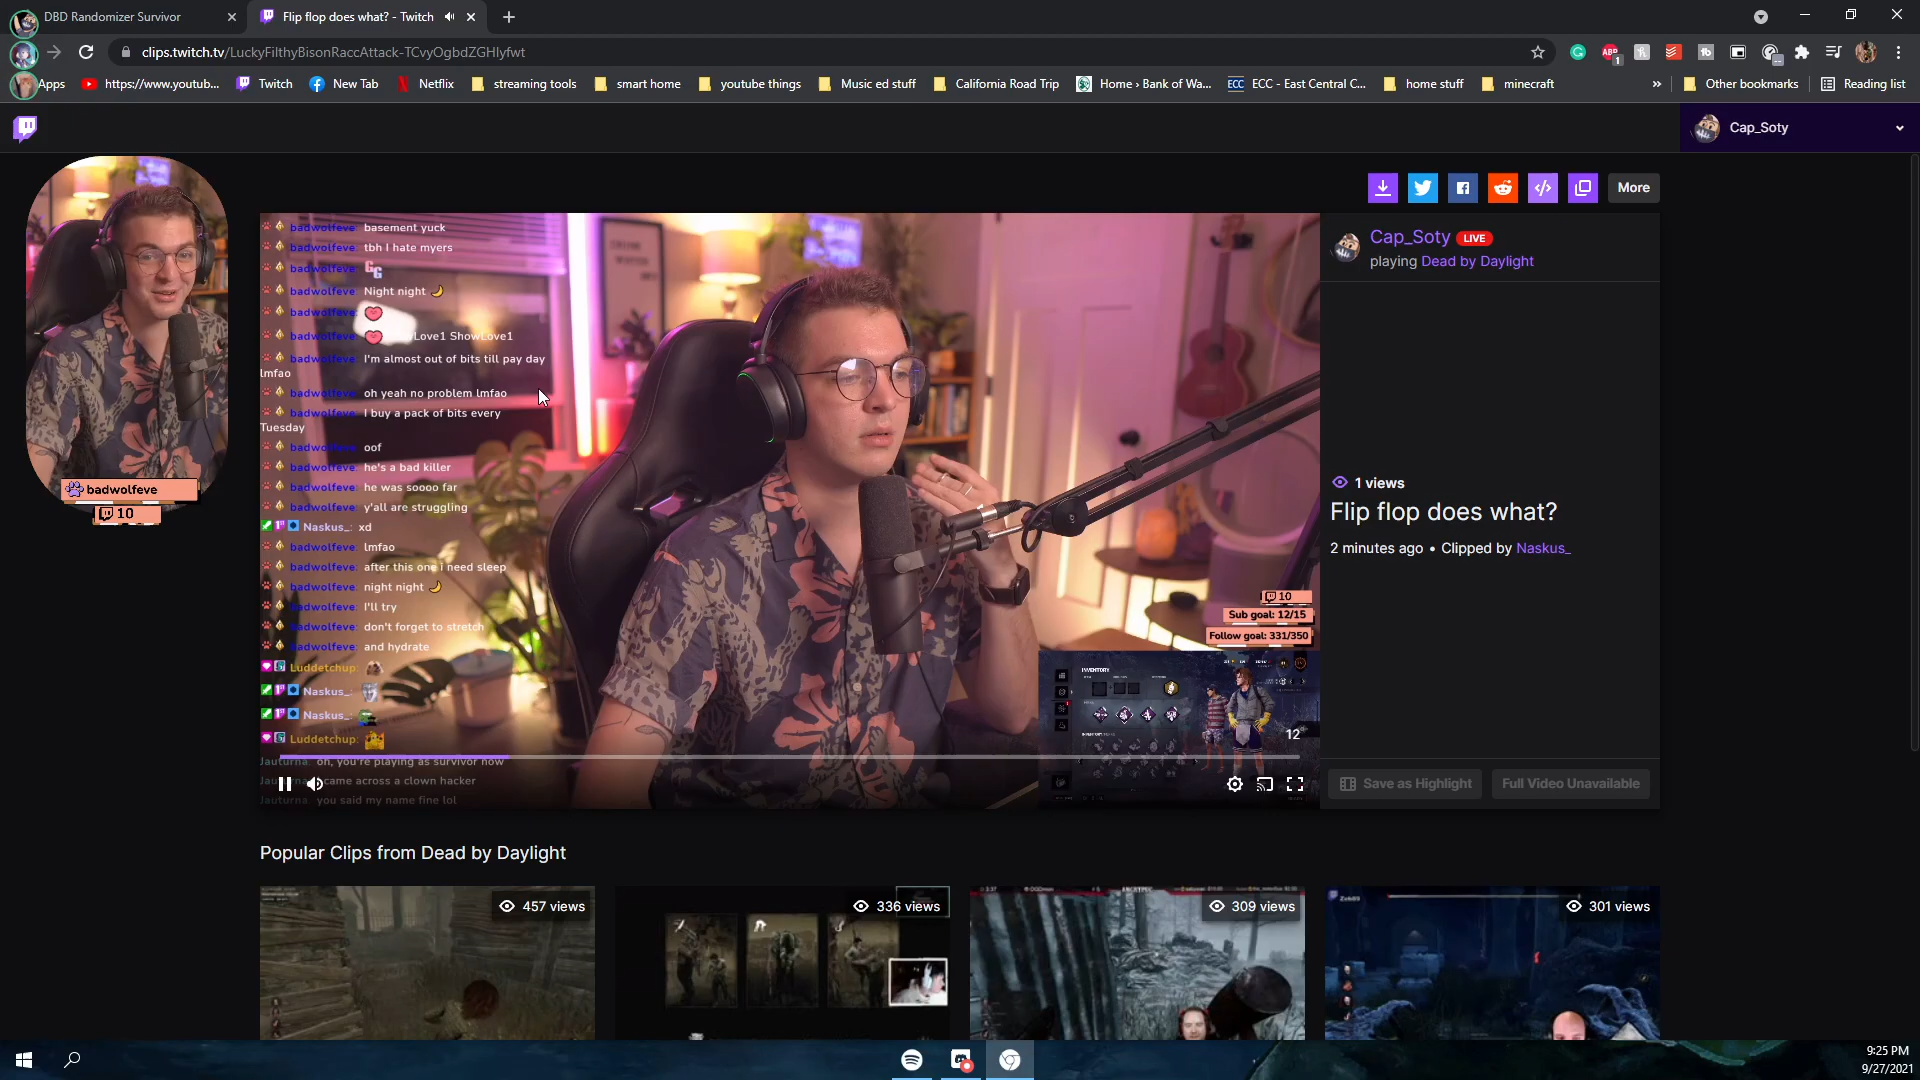 DBD Randomizer Survivor
Flip flop does what? - Twitch
clips.twitch.tv/LuckyFilthyBisonRaccAttack-TCvyOgbdZGHlyfwt
Apps
https://www.youtub...
Twitch
New Tab
Netflix
streaming tools
smart home
youtube things
Music ed stuff
California Road Trip
Home › Bank of Wa...
ECC - East Central C...
home stuff
minecraft
»
Other bookmarks
Reading list
Cap_Soty
More
badwolfeve: basement yuck
badwolfeve: tbh I hate myers
badwolfeve:
badwolfeve: Night night
badwolfeve:
badwolfeve: Love1 ShowLove1
badwolfeve: I'm almost out of bits till pay day
lmfao
badwolfeve: oh yeah no problem lmfao
badwolfeve: I buy a pack of bits every
Tuesday
badwolfeve: oof
badwolfeve: he's a bad killer
badwolfeve: he was soooo far
badwolfeve: y'all are struggling
Naskus_: xd
badwolfeve: lmfao
badwolfeve: after this one i need sleep
badwolfeve: night night
badwolfeve: I'll try
badwolfeve: don't forget to stretch
badwolfeve: and hydrate
Luddetchup:
Naskus_:
Naskus_:
Luddetchup:
Jauturna: oh, you're playing as survivor now
came across a clown hacker
Jauturna: you said my name fine lol
badwolfeve
10
10
Sub goal: 12/15
Follow goal: 331/350
INVENTORY
12
Cap_Soty LIVE
playing Dead by Daylight
1 views
Flip flop does what?
2 minutes ago • Clipped by Naskus_
Save as Highlight
Full Video Unavailable
Popular Clips from Dead by Daylight
457 views
336 views
309 views
301 views
9:25 PM
9/27/2021